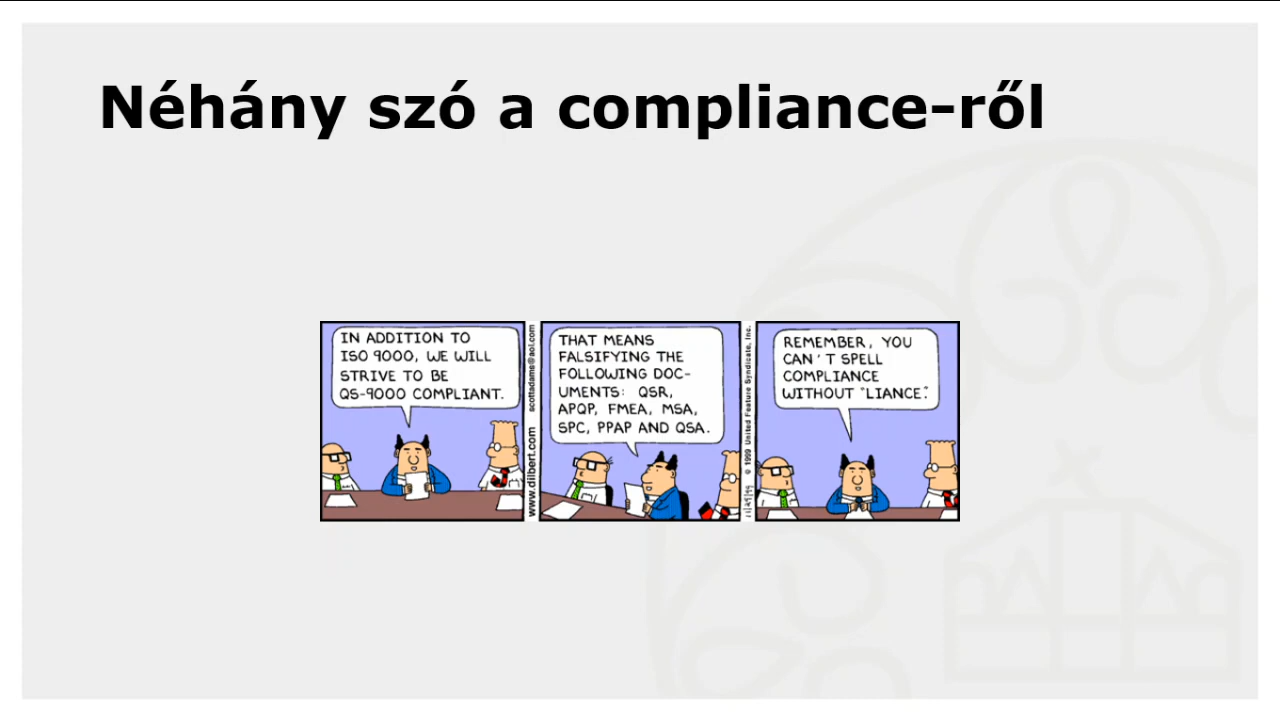 Néhány szó a compliance-ről
IN ADDITION TO
ISO 9000, WE WILL
STRIVE TO BE
QS-9000 COMPLIANT.
www.dilbert.com scottadams@aol.com
THAT MEANS
FALSIFYING THE
FOLLOWING DOC-
UMENTS: QSR,
APQP, FMEA, MSA,
SPC, PPAP AND QSA.
© 1999 United Feature Syndicate, Inc.
REMEMBER, YOU
CAN'T SPELL
COMPLIANCE
WITHOUT "LIANCE."